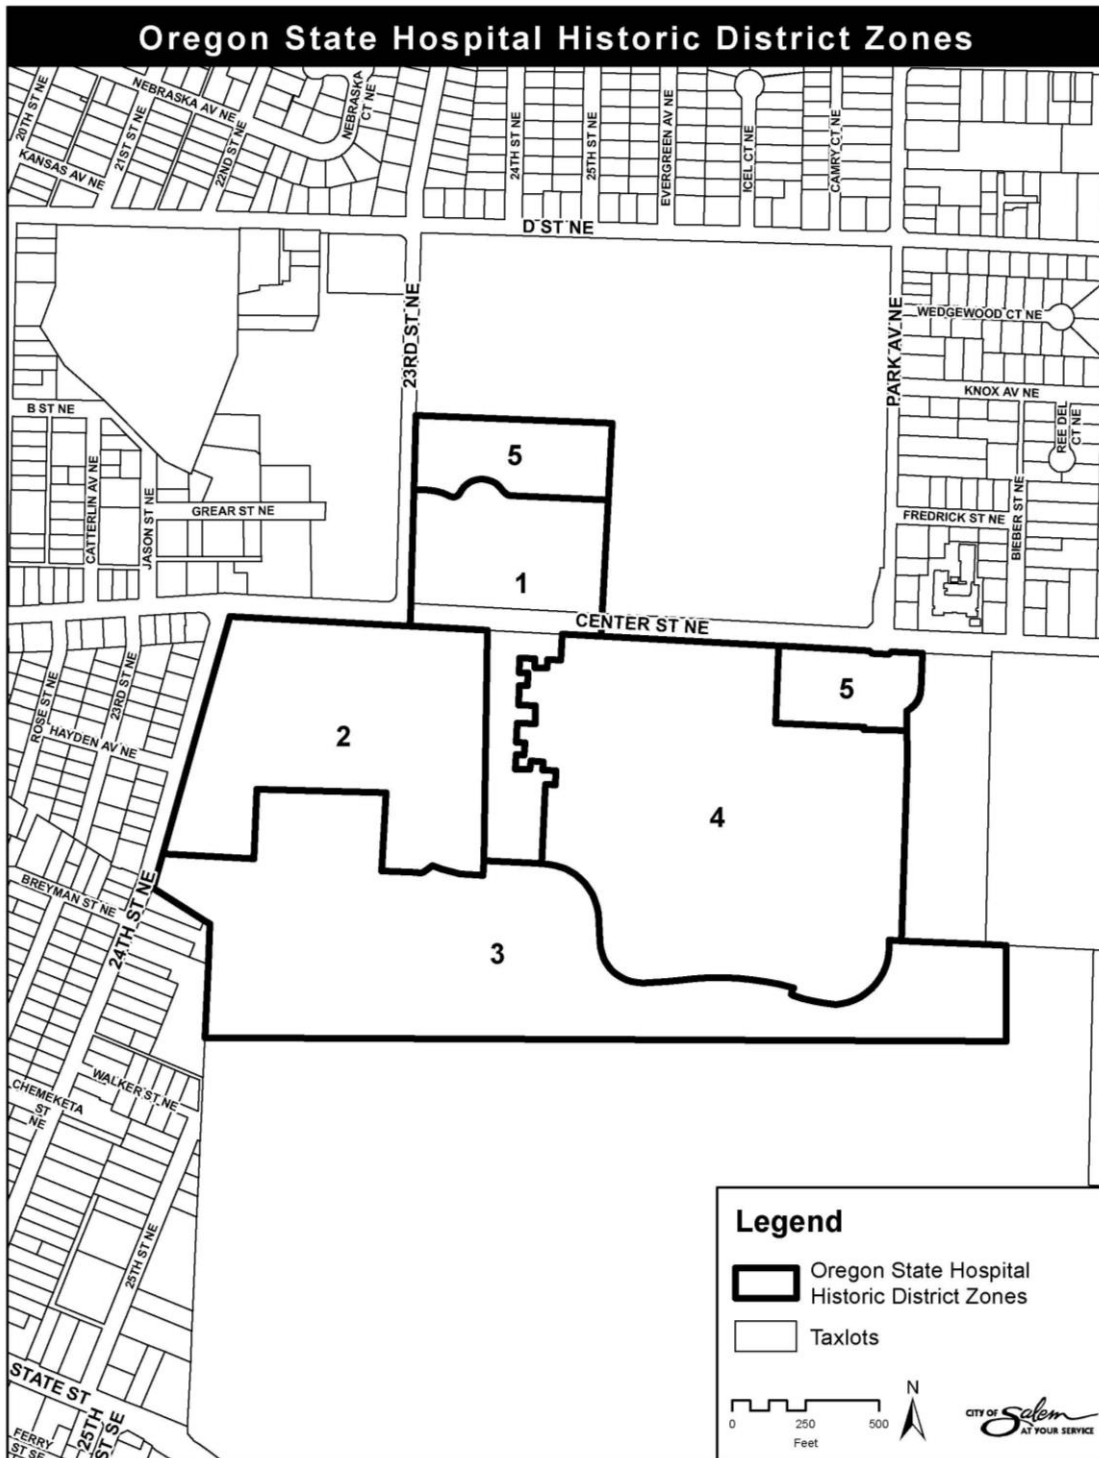 Oregon State Hospital Historic District Zones
20TH ST NE
KANSAS AV NE
21ST ST NE
NEBRASKA AV NE
22ND ST NE
NEBRASKA
CT NE
24TH ST NE
25TH ST NE
EVERGREEN AV NE
ICEL CT NE
CAMRY CT NE
D ST NE
23RD ST NE
PARK AV NE
WEDGEWOOD CT NE
KNOX AV NE
REE DEL
CT NE
B ST NE
CATTERLIN AV NE
JASON ST NE
GREAR ST NE
FREDRICK ST NE
BIEBER ST NE
5
1
CENTER ST NE
ROSE ST NE
23RD ST NE
HAYDEN AV NE
2
5
4
BREYMAN ST NE
24TH ST NE
3
WALKER ST NE
CHEMEKETA
ST
NE
25TH ST NE
STATE ST
25TH
ST SE
FERRY
ST SE
Legend
Oregon State Hospital
Historic District Zones
Taxlots
0 250 500
Feet
N
CITY OF Salem
AT YOUR SERVICE